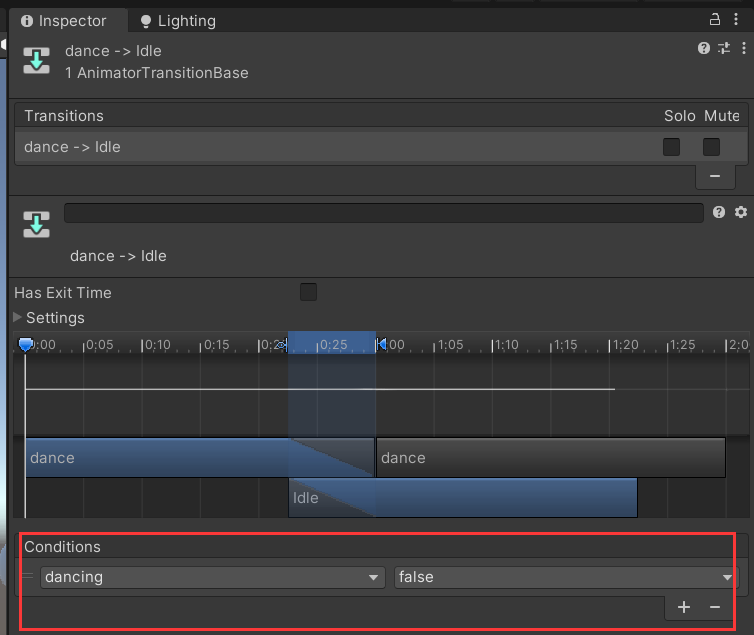 Inspector Lighting
dance -> Idle
1 AnimatorTransitionBase
Transitions Solo Mute
dance -> Idle
dance -> Idle
Has Exit Time
Settings
:00 0:05 0:10 0:15 0:2 0:25 :00 1:05 1:10 1:15 1:20 1:25 2:0
dance dance
Idle
Conditions
dancing false